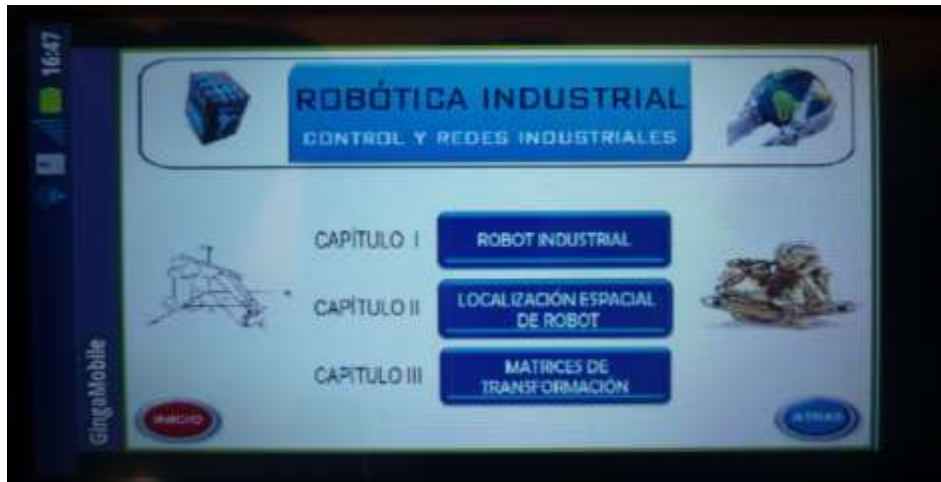 16:47
GingaMobile
ROBÓTICA INDUSTRIAL
CONTROL Y REDES INDUSTRIALES
CAPÍTULO I
ROBOT INDUSTRIAL
CAPÍTULO II
LOCALIZACIÓN ESPACIAL
DE ROBOT
CAPÍTULO III
MATRICES DE
TRANSFORMACIÓN
INICIO
ATRAS